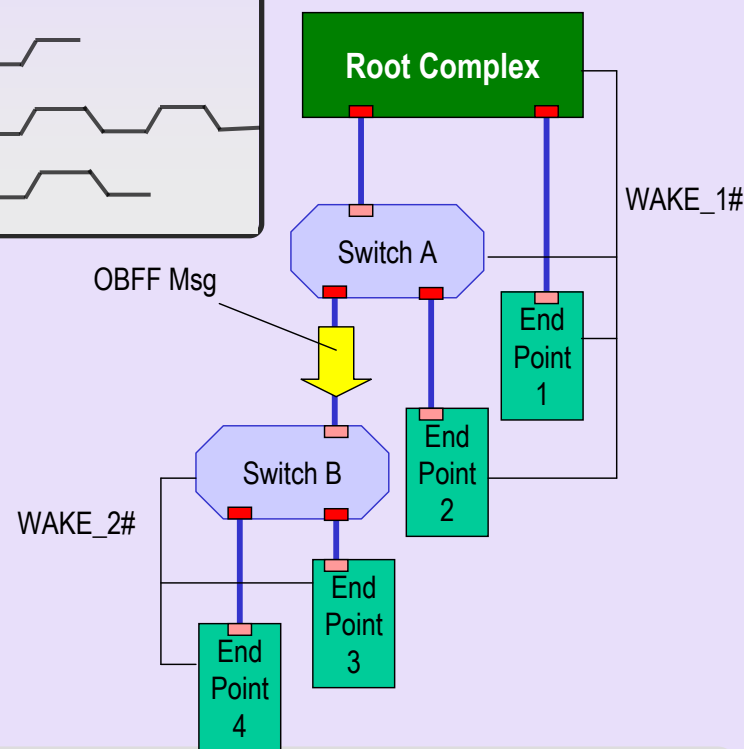 Root Complex
WAKE_1#
Switch A
OBFF Msg
End
Point
1
End
Point
2
Switch B
WAKE_2#
End
Point
3
End
Point
4